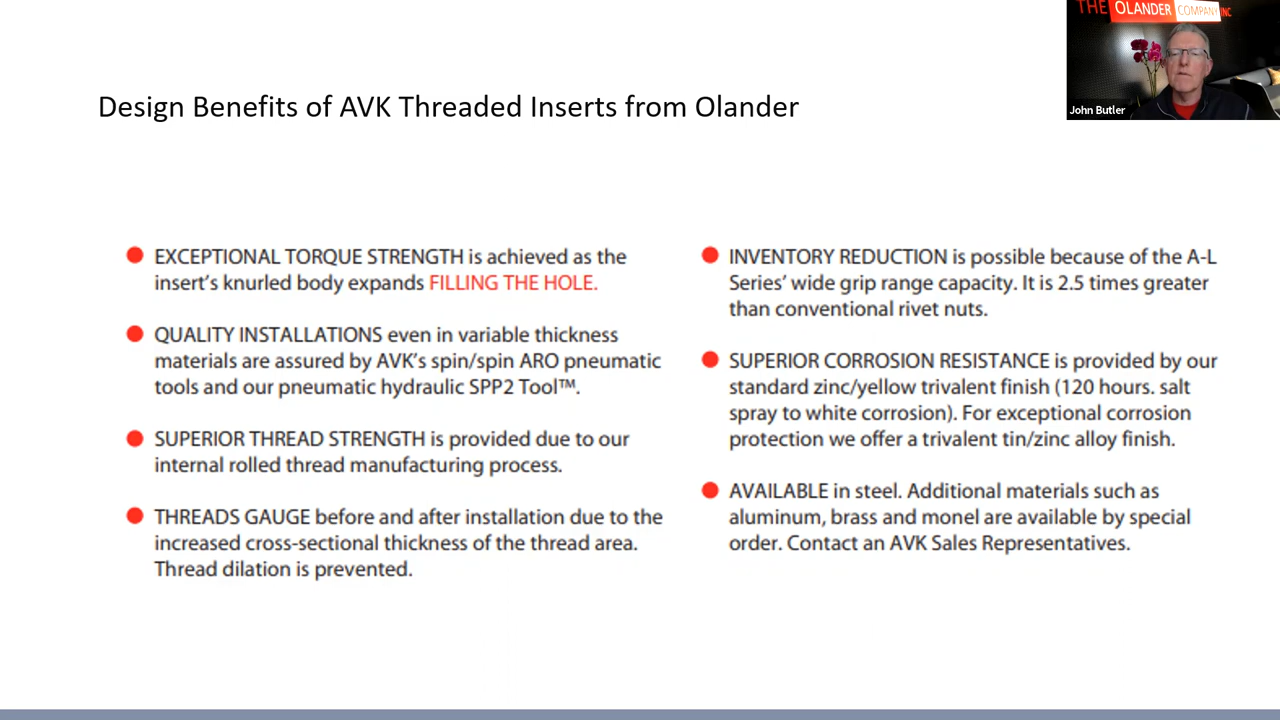 THE OLANDER COMPANY INC
John Butler
Design Benefits of AVK Threaded Inserts from Olander
EXCEPTIONAL TORQUE STRENGTH is achieved as the
insert's knurled body expands FILLING THE HOLE.
QUALITY INSTALLATIONS even in variable thickness
materials are assured by AVK's spin/spin ARO pneumatic
tools and our pneumatic hydraulic SPP2 Tool™.
SUPERIOR THREAD STRENGTH is provided due to our
internal rolled thread manufacturing process.
THREADS GAUGE before and after installation due to the
increased cross-sectional thickness of the thread area.
Thread dilation is prevented.
INVENTORY REDUCTION is possible because of the A-L
Series' wide grip range capacity. It is 2.5 times greater
than conventional rivet nuts.
SUPERIOR CORROSION RESISTANCE is provided by our
standard zinc/yellow trivalent finish (120 hours. salt
spray to white corrosion). For exceptional corrosion
protection we offer a trivalent tin/zinc alloy finish.
AVAILABLE in steel. Additional materials such as
aluminum, brass and monel are available by special
order. Contact an AVK Sales Representatives.